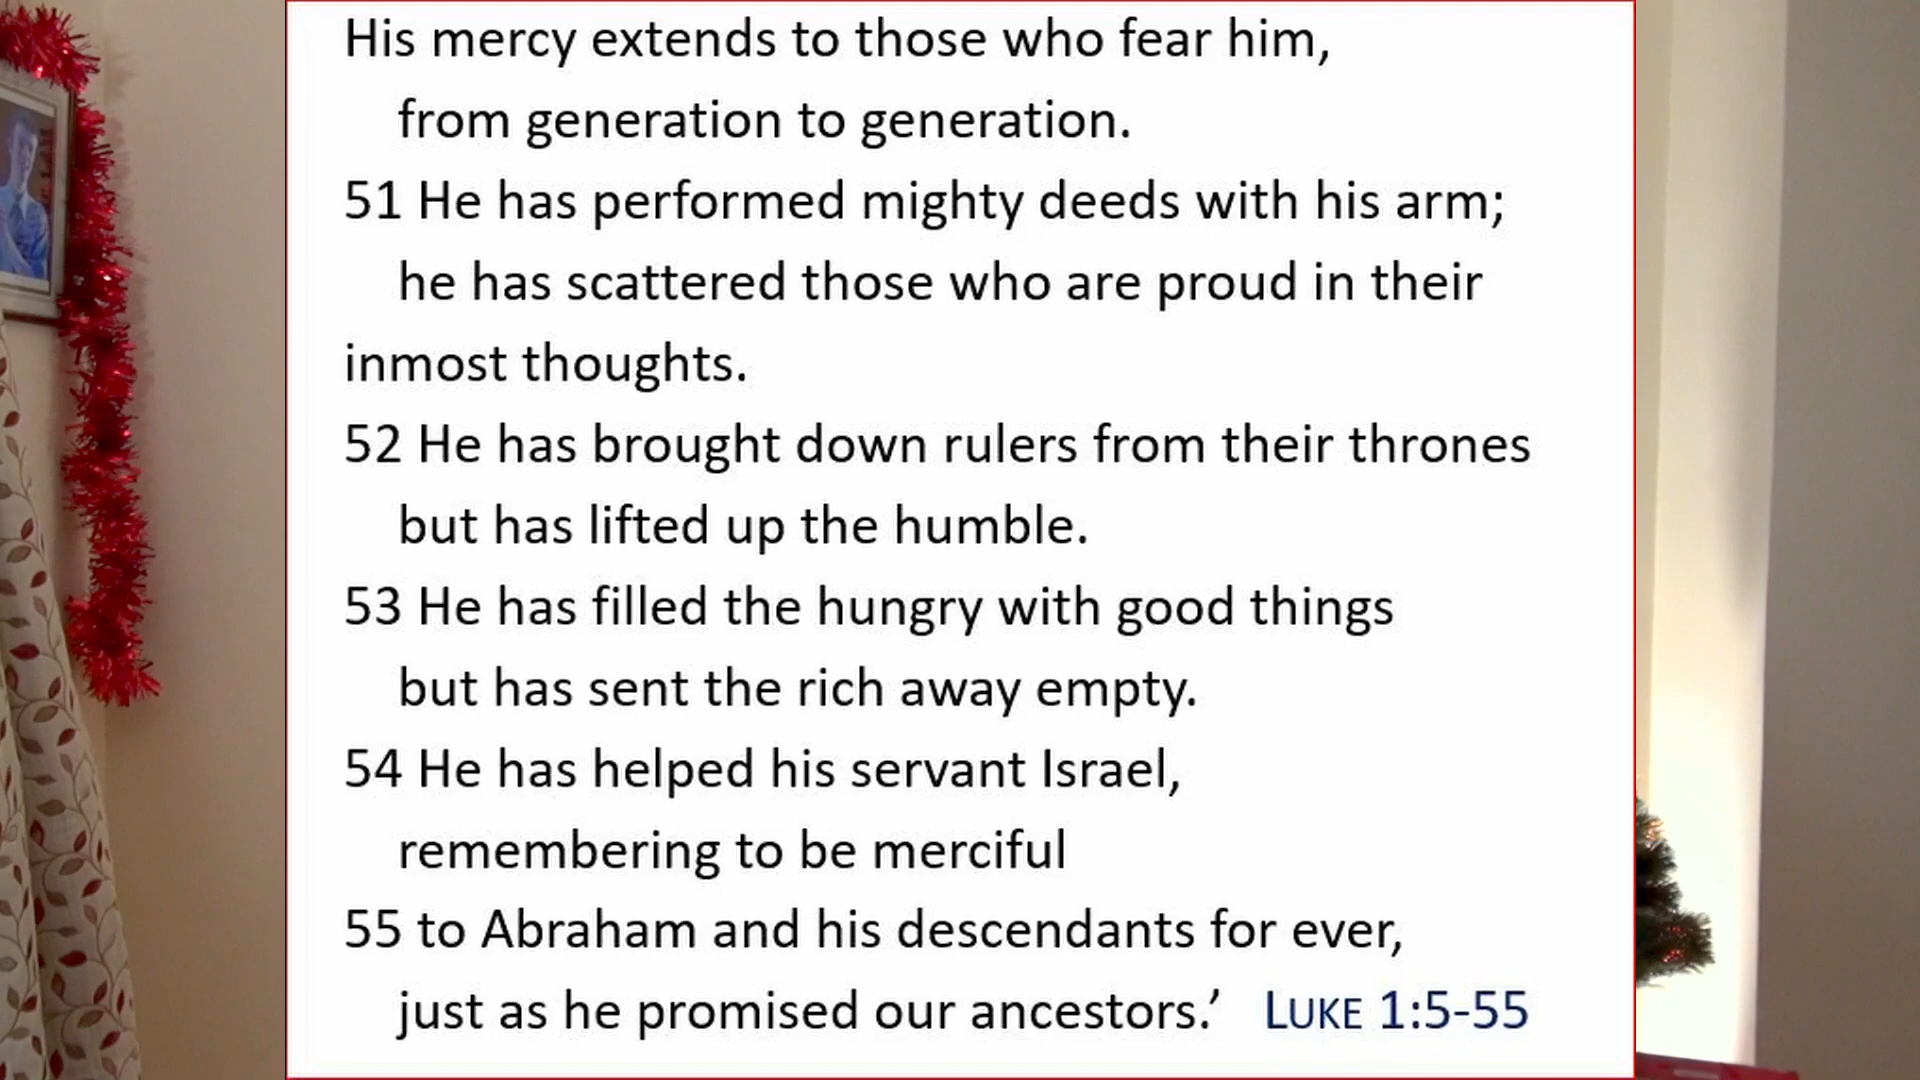 His mercy extends to those who fear him,
from generation to generation.
51 He has performed mighty deeds with his arm;
he has scattered those who are proud in their
inmost thoughts.
52 He has brought down rulers from their thrones
but has lifted up the humble.
53 He has filled the hungry with good things
but has sent the rich away empty.
54 He has helped his servant Israel,
remembering to be merciful
55 to Abraham and his descendants for ever,
just as he promised our ancestors.’ LUKE 1:5-55